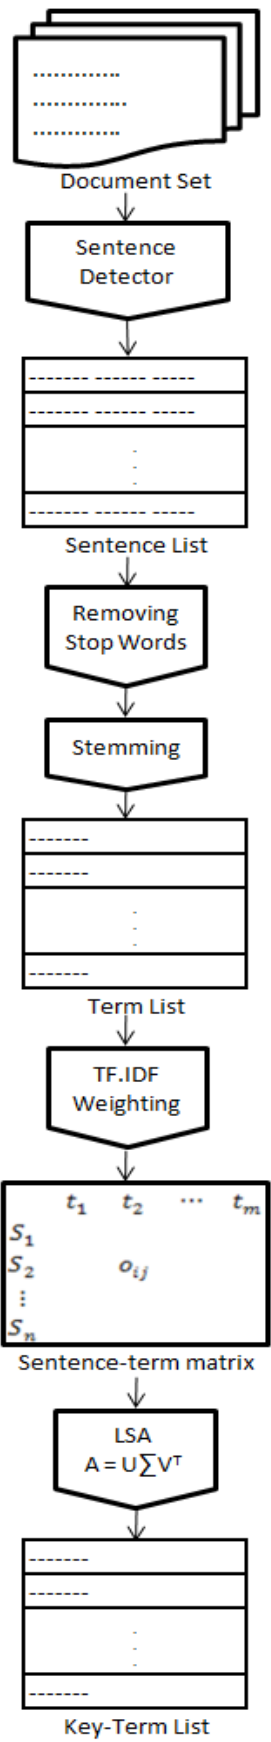 Document Set
Sentence
Detector
------- ------ -----
------- ------ -----
.
.
.
------- ------ -----
Sentence List
Removing
Stop Words
Stemming
-------
-------
.
.
.
-------
Term List
TF.IDF
Weighting
t₁ t₂ ⋯ tₘ
S₁
S₂ oᵢⱼ
⋮
Sₙ
Sentence-term matrix
LSA
A = U∑Vᵀ
-------
-------
.
.
.
-------
Key-Term List